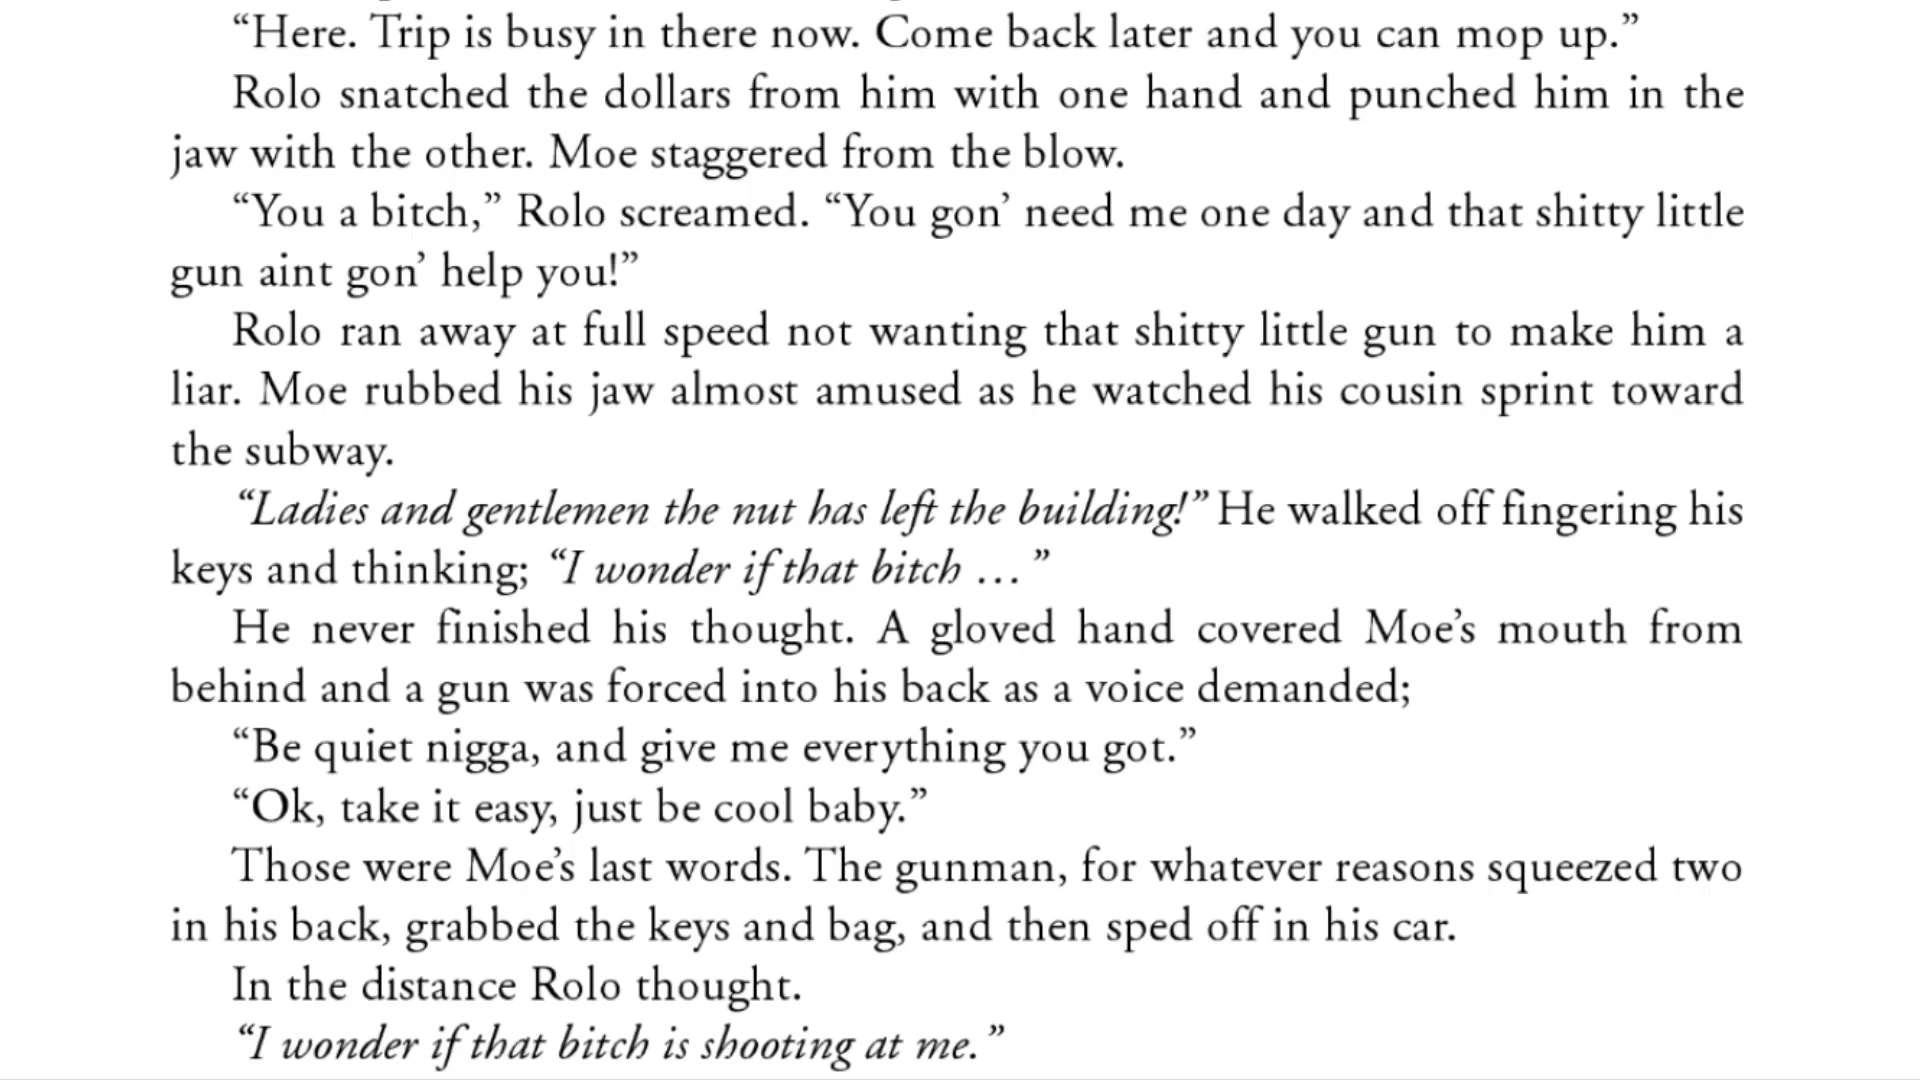 “Here. Trip is busy in there now. Come back later and you can mop up.”
Rolo snatched the dollars from him with one hand and punched him in the
jaw with the other. Moe staggered from the blow.
“You a bitch,” Rolo screamed. “You gon’ need me one day and that shitty little
gun aint gon’ help you!”
Rolo ran away at full speed not wanting that shitty little gun to make him a
liar. Moe rubbed his jaw almost amused as he watched his cousin sprint toward
the subway.
“Ladies and gentlemen the nut has left the building!” He walked off fingering his
keys and thinking; “I wonder if that bitch … ”
He never finished his thought. A gloved hand covered Moe’s mouth from
behind and a gun was forced into his back as a voice demanded;
“Be quiet nigga, and give me everything you got.”
“Ok, take it easy, just be cool baby.”
Those were Moe’s last words. The gunman, for whatever reasons squeezed two
in his back, grabbed the keys and bag, and then sped off in his car.
In the distance Rolo thought.
“I wonder if that bitch is shooting at me.”